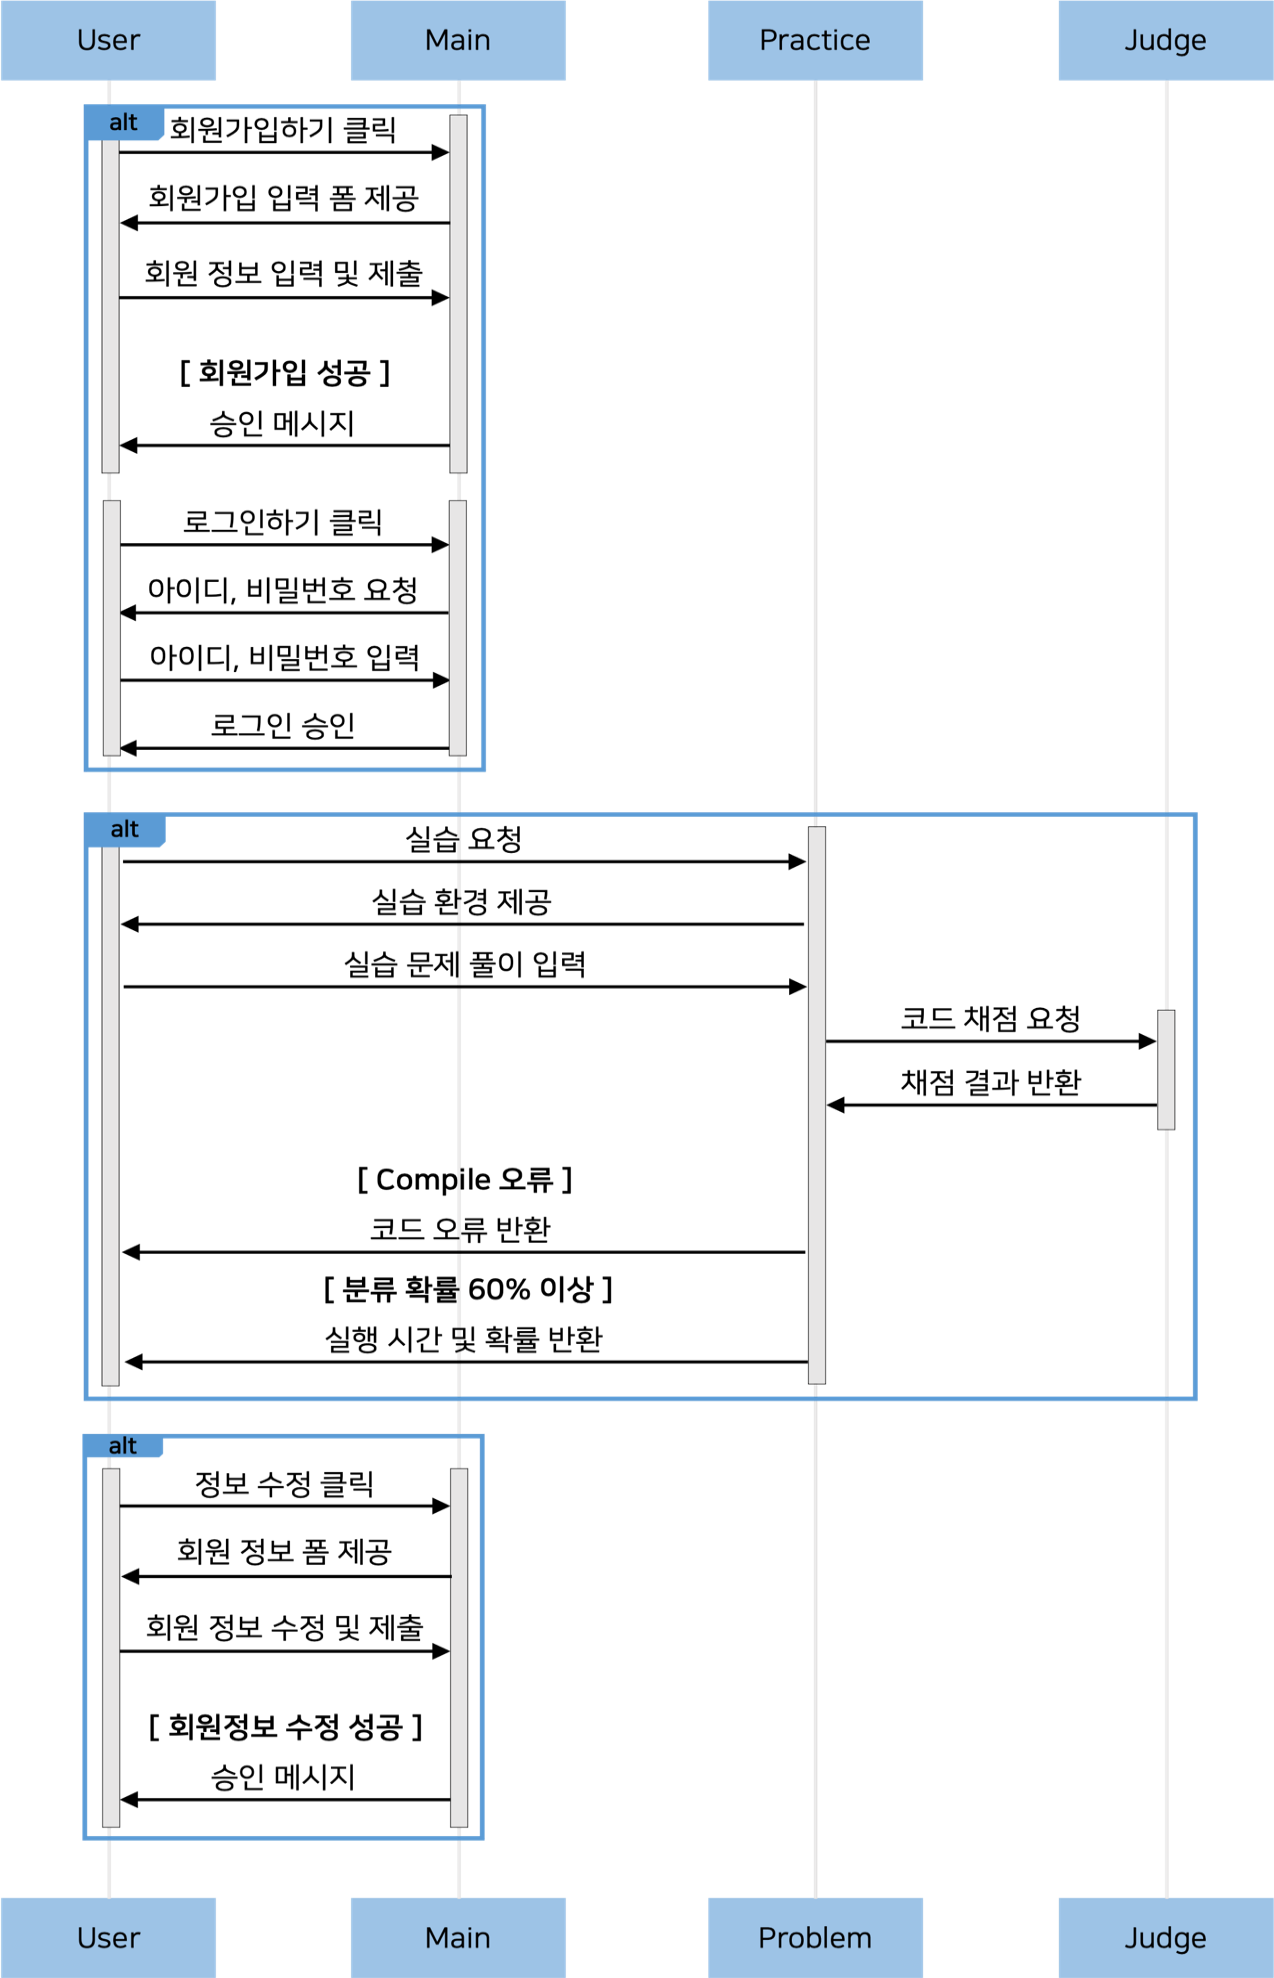 User
Main
Practice
Judge
alt
회원가입하기 클릭
회원가입 입력 폼 제공
회원 정보 입력 및 제출
[ 회원가입 성공 ]
승인 메시지
로그인하기 클릭
아이디, 비밀번호 요청
아이디, 비밀번호 입력
로그인 승인
alt
실습 요청
실습 환경 제공
실습 문제 풀이 입력
코드 채점 요청
채점 결과 반환
[ Compile 오류 ]
코드 오류 반환
[ 분류 확률 60% 이상 ]
실행 시간 및 확률 반환
alt
정보 수정 클릭
회원 정보 폼 제공
회원 정보 수정 및 제출
[ 회원정보 수정 성공 ]
승인 메시지
User
Main
Problem
Judge